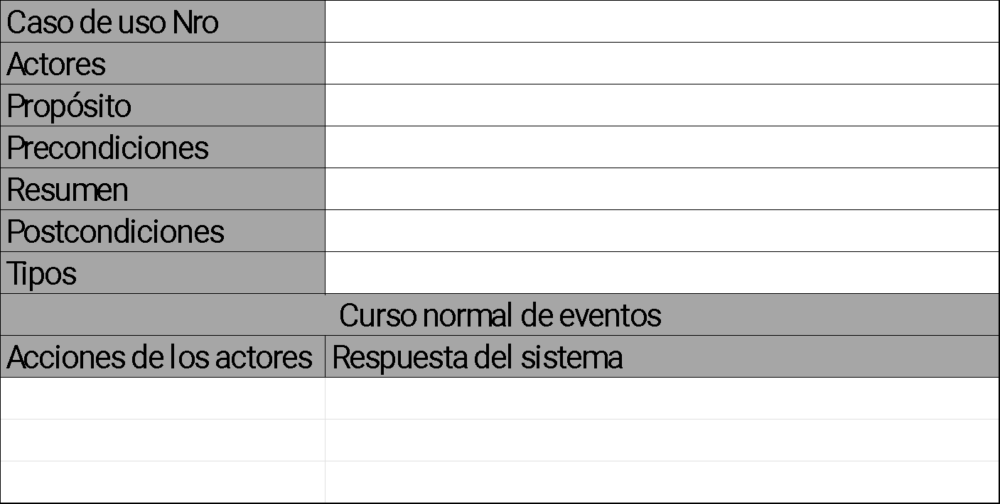 Caso de uso Nro
Actores
Propósito
Precondiciones
Resumen
Postcondiciones
Tipos
Curso normal de eventos
Acciones de los actores Respuesta del sistema